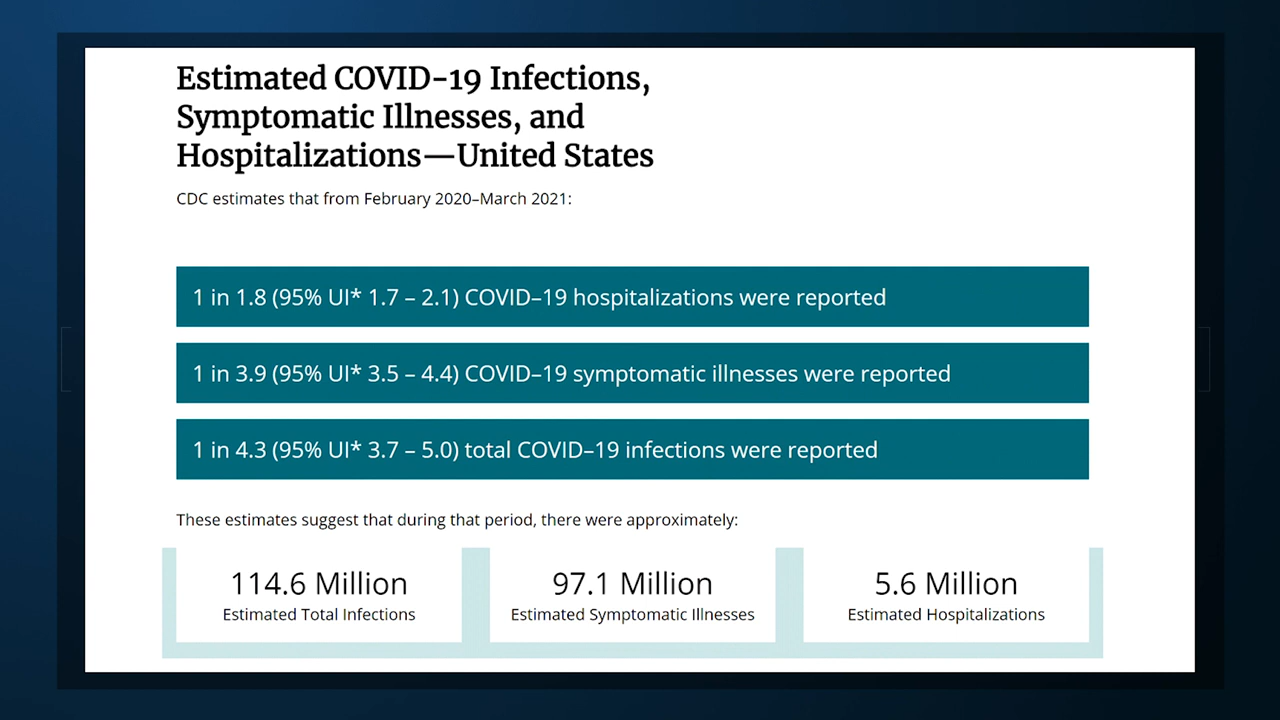 Estimated COVID-19 Infections,
Symptomatic Illnesses, and
Hospitalizations—United States
CDC estimates that from February 2020–March 2021:
1 in 1.8 (95% UI* 1.7 – 2.1) COVID–19 hospitalizations were reported
1 in 3.9 (95% UI* 3.5 – 4.4) COVID–19 symptomatic illnesses were reported
1 in 4.3 (95% UI* 3.7 – 5.0) total COVID–19 infections were reported
These estimates suggest that during that period, there were approximately:
114.6 Million
Estimated Total Infections
97.1 Million
Estimated Symptomatic Illnesses
5.6 Million
Estimated Hospitalizations